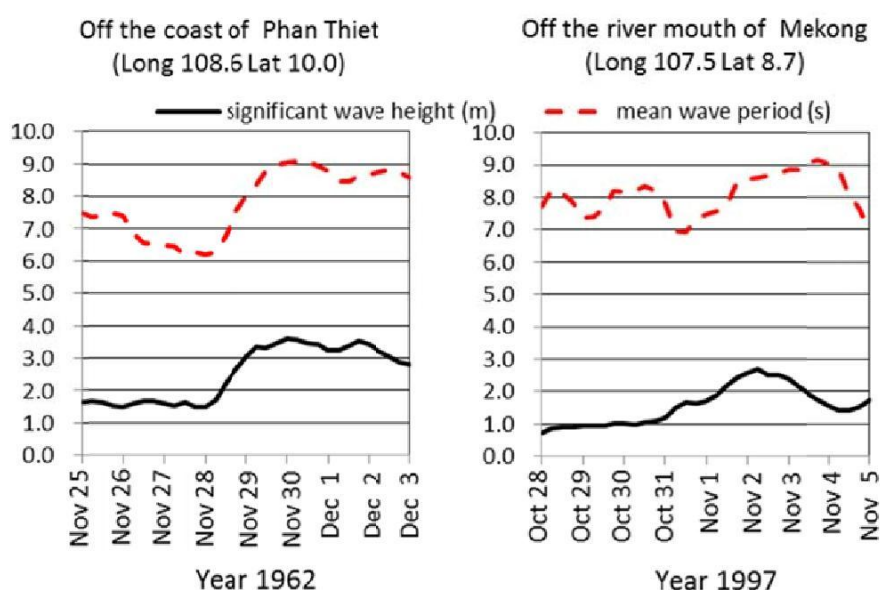 Off the coast of Phan Thiet
(Long 108.6 Lat 10.0)
Off the river mouth of Mekong
(Long 107.5 Lat 8.7)
significant wave height (m)
mean wave period (s)
10.0
9.0
8.0
7.0
6.0
5.0
4.0
3.0
2.0
1.0
0.0
Nov 25
Nov 26
Nov 27
Nov 28
Nov 29
Nov 30
Dec 1
Dec 2
Dec 3
Year 1962
10.0
9.0
8.0
7.0
6.0
5.0
4.0
3.0
2.0
1.0
0.0
Oct 28
Oct 29
Oct 30
Oct 31
Nov 1
Nov 2
Nov 3
Nov 4
Nov 5
Year 1997